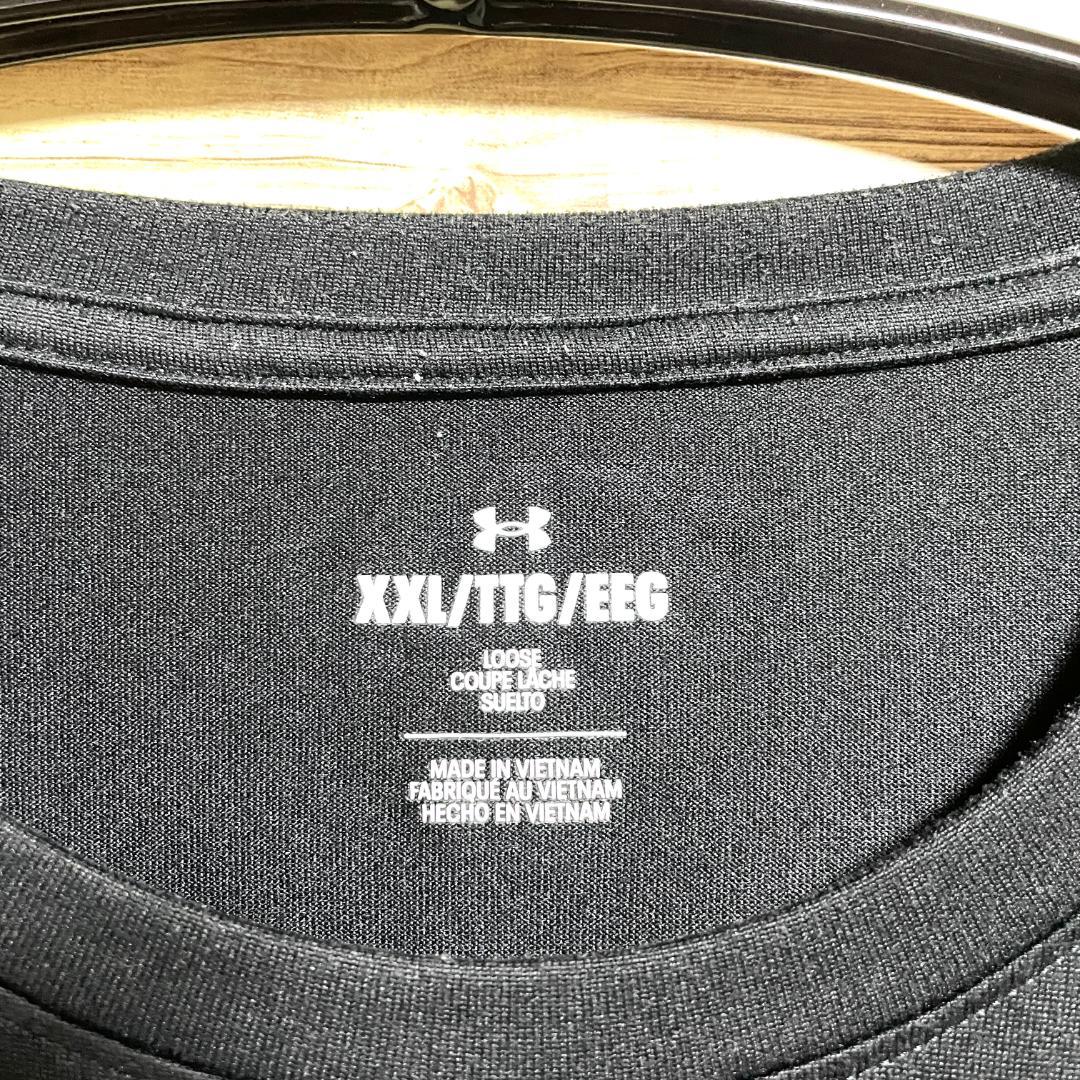 XXL/TTG/EEG
LOOSE
COUPE LÂCHE
SUELTO
MADE IN VIETNAM
FABRIQUÉ AU VIETNAM
HECHO EN VIETNAM